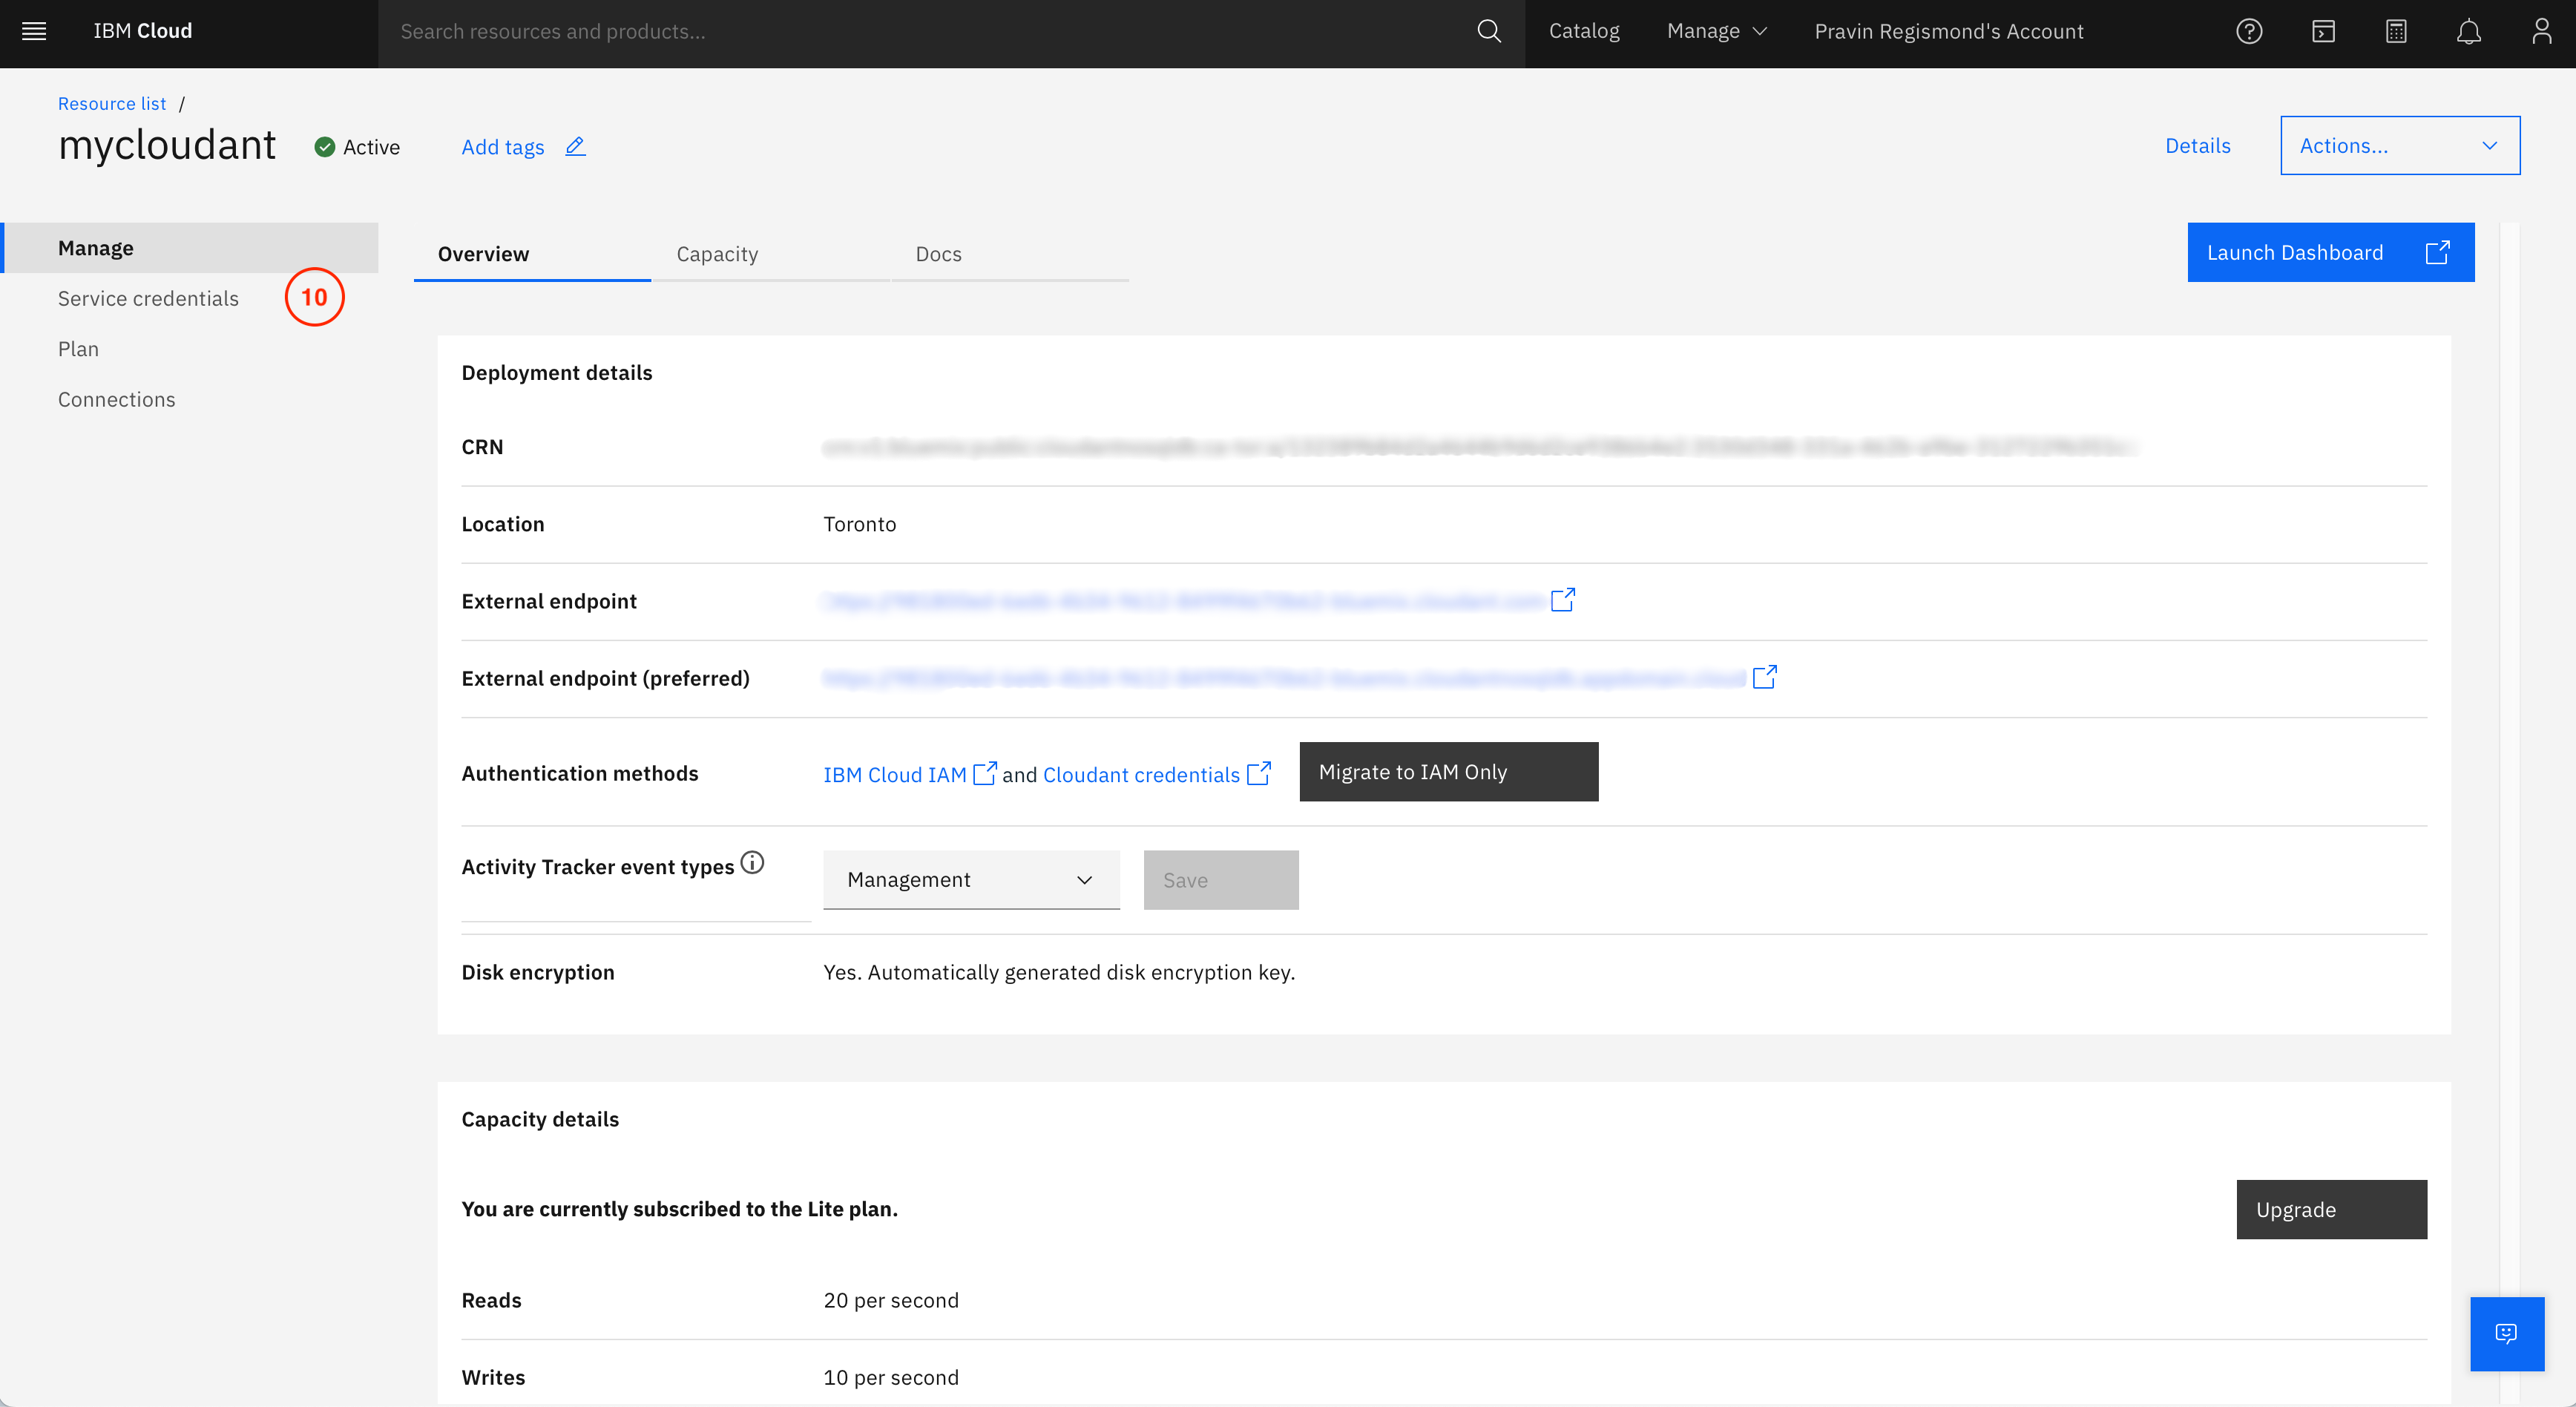 IBM Cloud
Search resources and products...
Catalog
Manage
Pravin Regismond's Account
Resource list /
mycloudant
Active
Add tags
Details
Actions...
Manage
Service credentials
10
Plan
Connections
Overview
Capacity
Docs
Launch Dashboard
Deployment details
CRN
Location
Toronto
External endpoint
External endpoint (preferred)
Authentication methods
IBM Cloud IAM and Cloudant credentials
Migrate to IAM Only
Activity Tracker event types
Management
Save
Disk encryption
Yes. Automatically generated disk encryption key.
Capacity details
You are currently subscribed to the Lite plan.
Upgrade
Reads
20 per second
Writes
10 per second